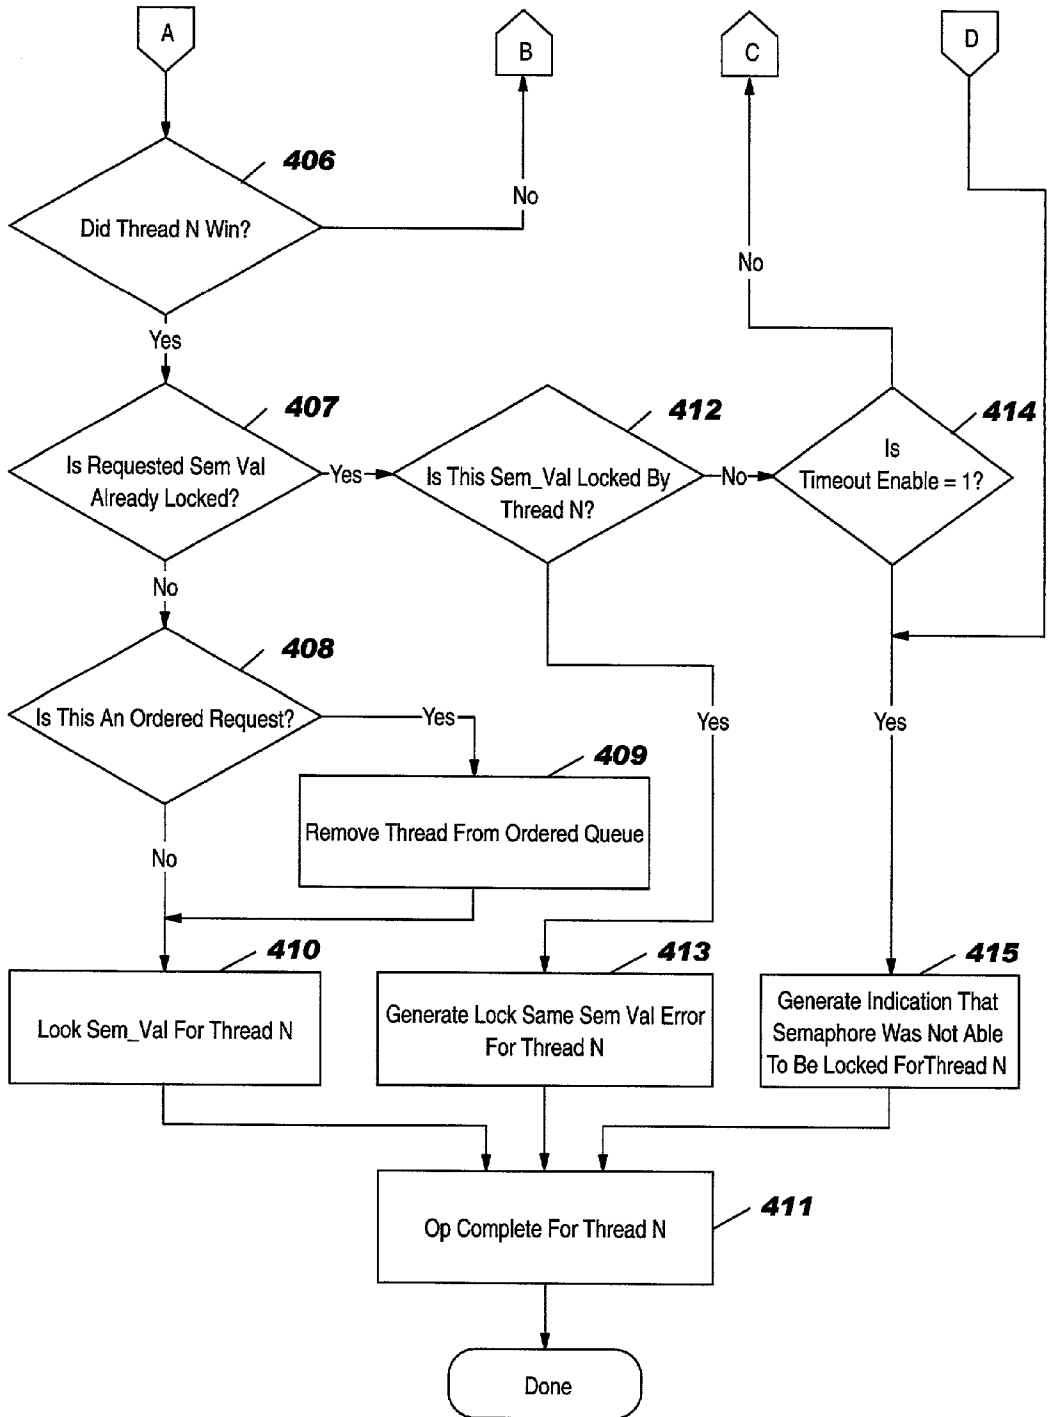 A
B
C
D
406
Did Thread N Win?
No
No
Yes
407
Is Requested Sem Val
Already Locked?
Yes
412
Is This Sem_Val Locked By
Thread N?
No
414
Is
Timeout Enable = 1?
No
408
Is This An Ordered Request?
Yes
Yes
Yes
409
Remove Thread From Ordered Queue
No
410
Look Sem_Val For Thread N
413
Generate Lock Same Sem Val Error
For Thread N
415
Generate Indication That
Semaphore Was Not Able
To Be Locked ForThread N
411
Op Complete For Thread N
Done